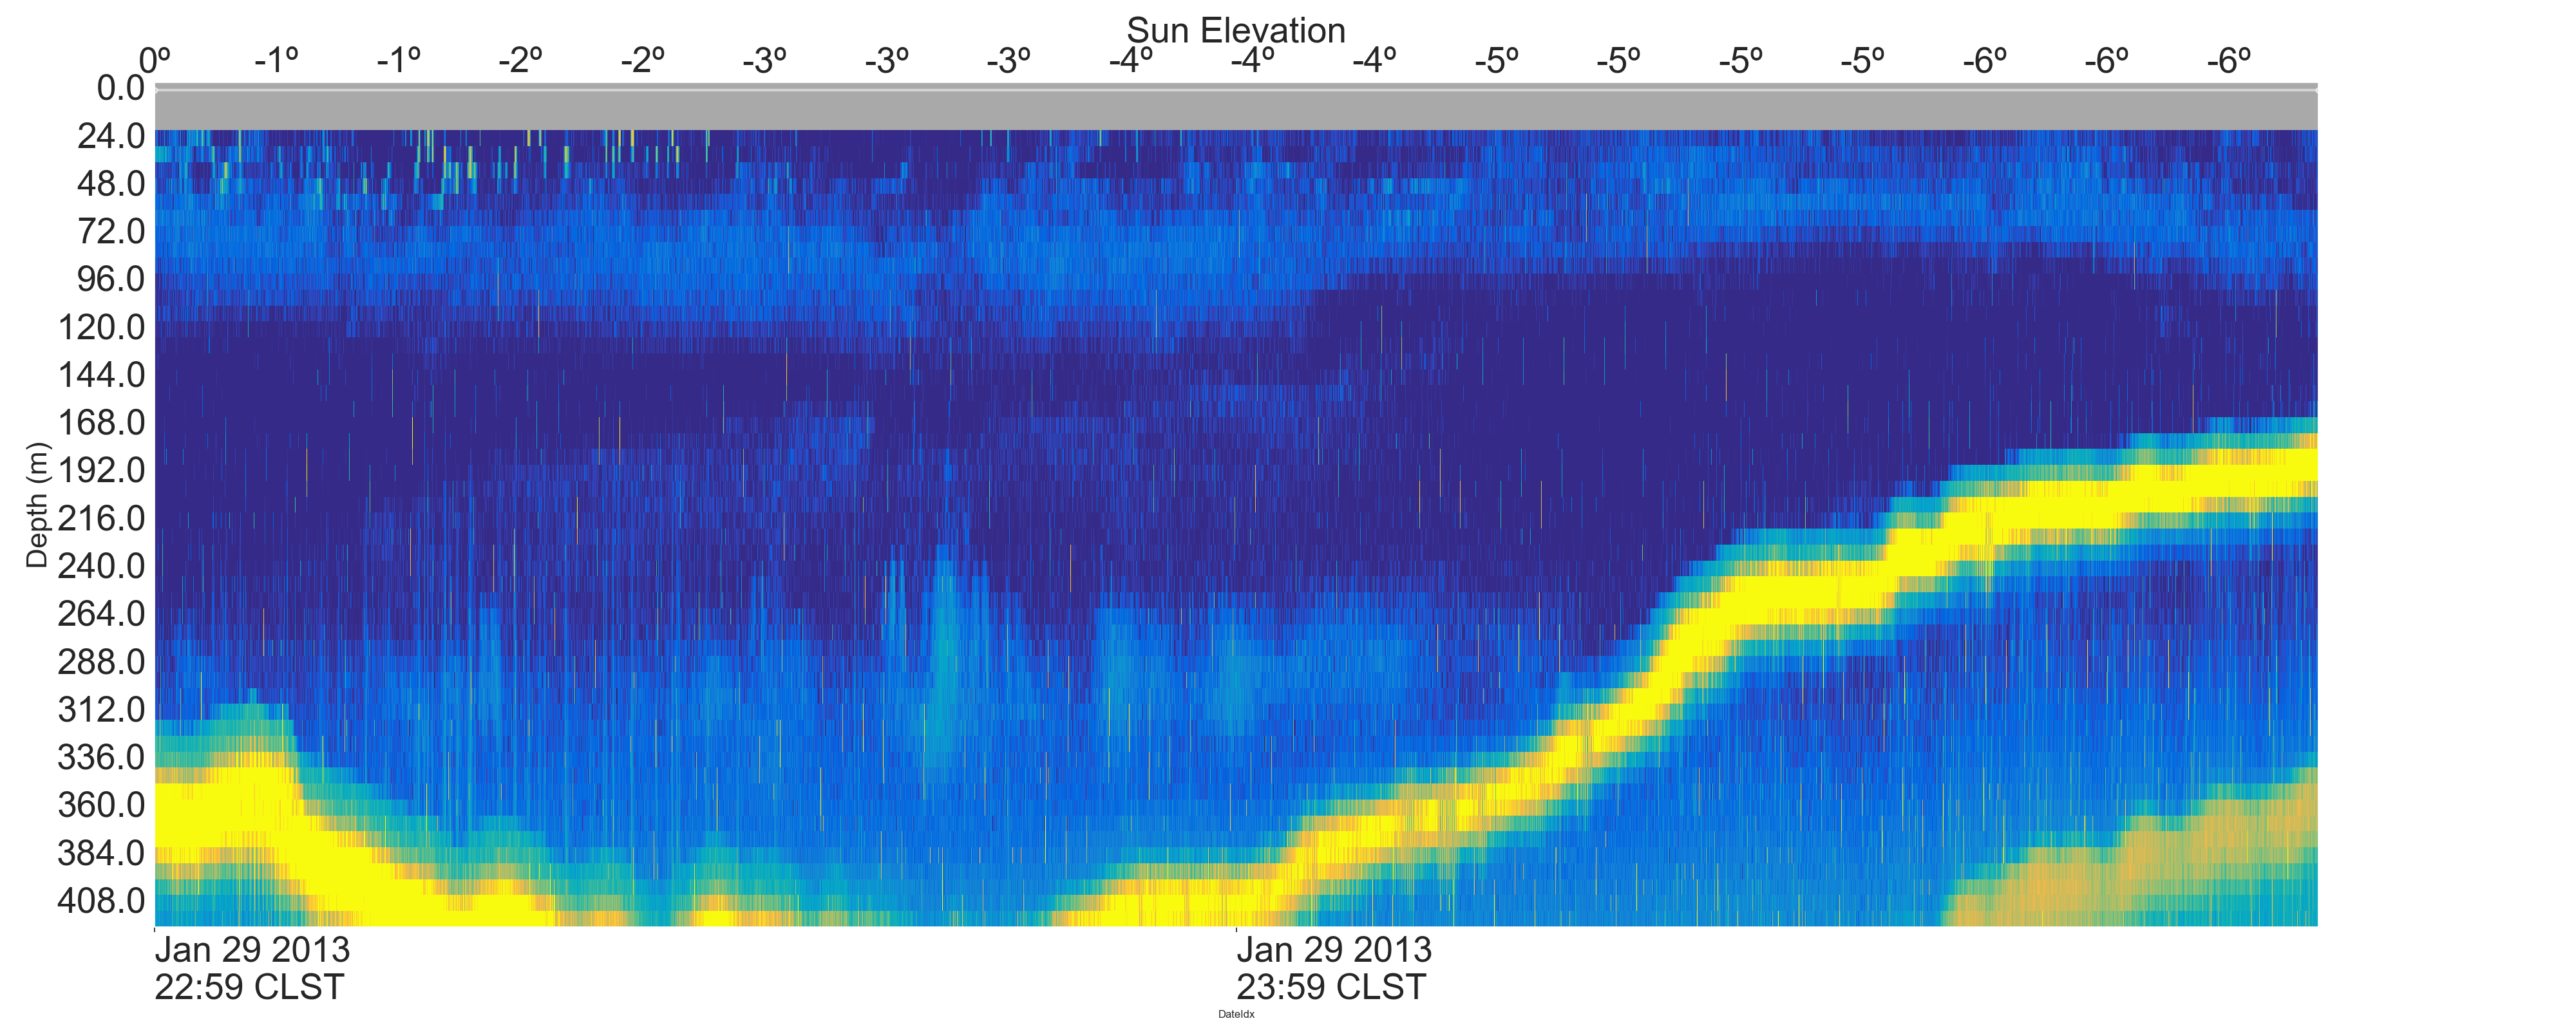 Sun Elevation
0º -1º -1º -2º -2º -3º -3º -3º -4º -4º -4º -5º -5º -5º -5º -6º -6º -6º
0.0
24.0
48.0
72.0
96.0
120.0
144.0
168.0
192.0
216.0
240.0
264.0
288.0
312.0
336.0
360.0
384.0
408.0
Depth (m)
Jan 29 2013
22:59 CLST
Jan 29 2013
23:59 CLST
DateIdx